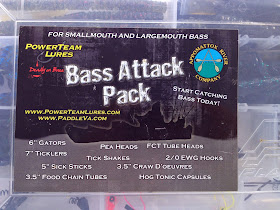 FOR SMALLMOUTH AND LARGEMOUTH BASS
POWERTEAM
LURES
APPOMATTOX RIVER
COMPANY
Bass Attack
Pack
START CATCHING
BASS TODAY!
WWW.POWERTEAMLURES.COM
WWW.PADDLEVA.COM
6" GATORS
PEA HEADS
FCT TUBE HEADS
7" TICKLERS
TICK SHAKES
2/0 EWG HOOKS
5" SICK STICKS
3.5" CRAW D'OEUVRES
3.5" FOOD CHAIN TUBES
HOG TONIC CAPSULES